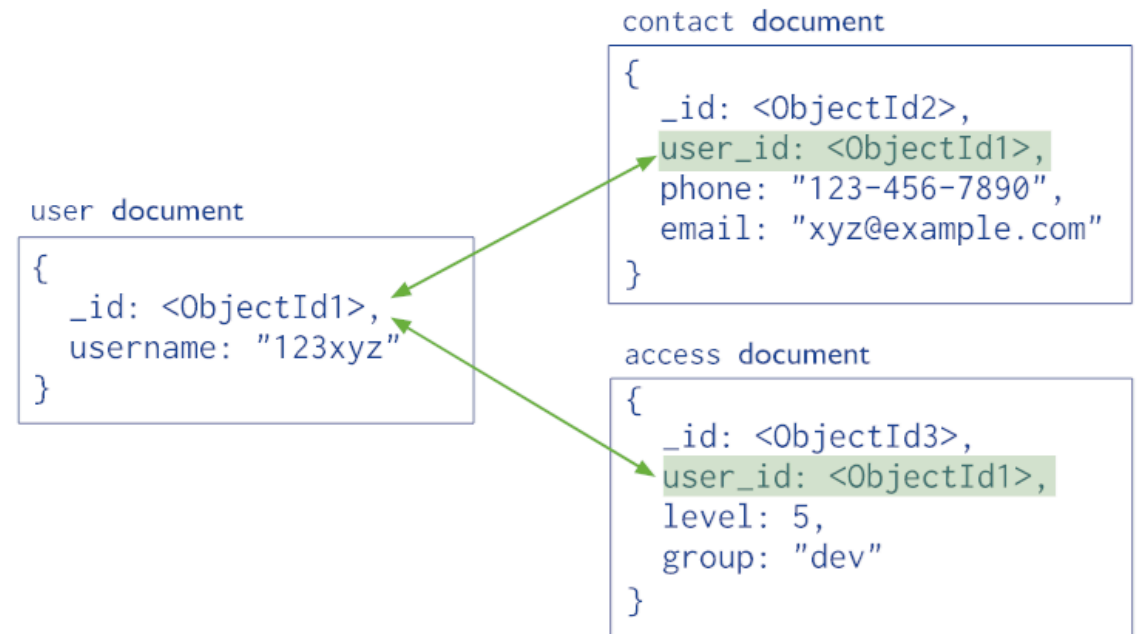 user document
{
_id: <ObjectId1>,
username: "123xyz"
}
contact document
{
_id: <ObjectId2>,
user_id: <ObjectId1>,
phone: "123-456-7890",
email: "xyz@example.com"
}
access document
{
_id: <ObjectId3>,
user_id: <ObjectId1>,
level: 5,
group: "dev"
}